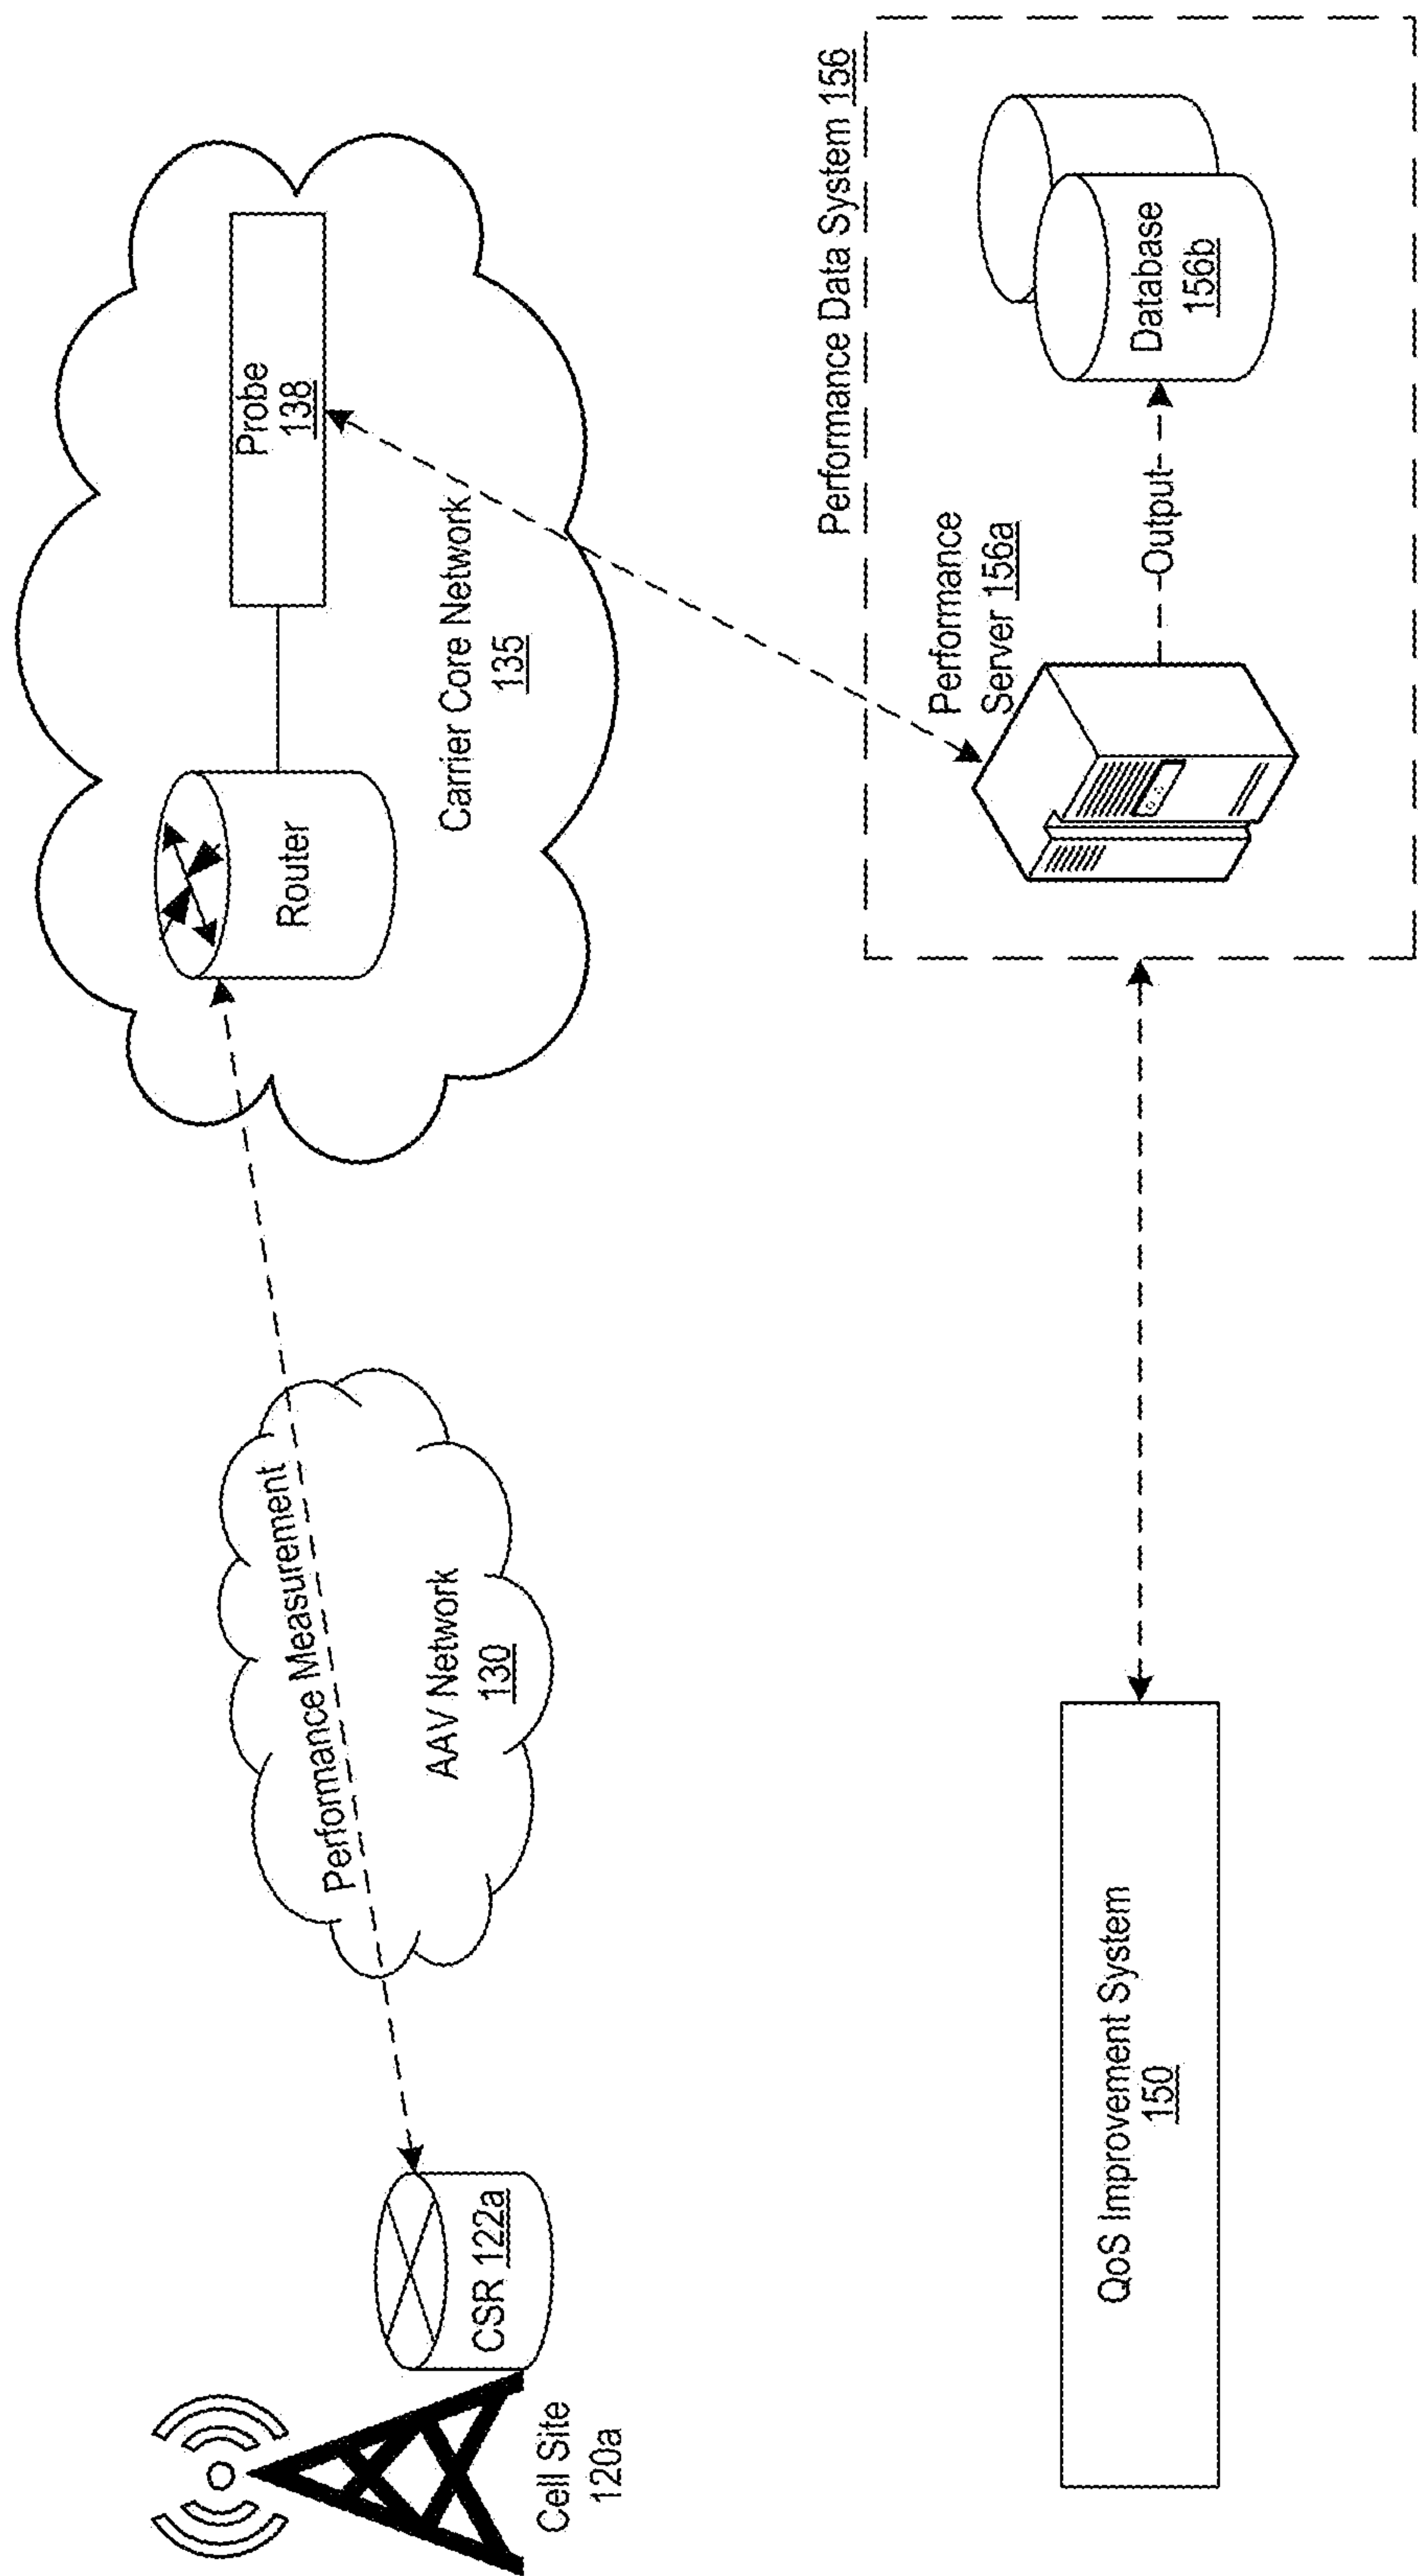 Cell Site
120a
CSR 122a
Performance Measurement
AAV Network
130
Router
Probe
138
Carrier Core Network
135
QoS Improvement System
150
Performance Data System 156
Performance
Server 156a
Output
Database
156b